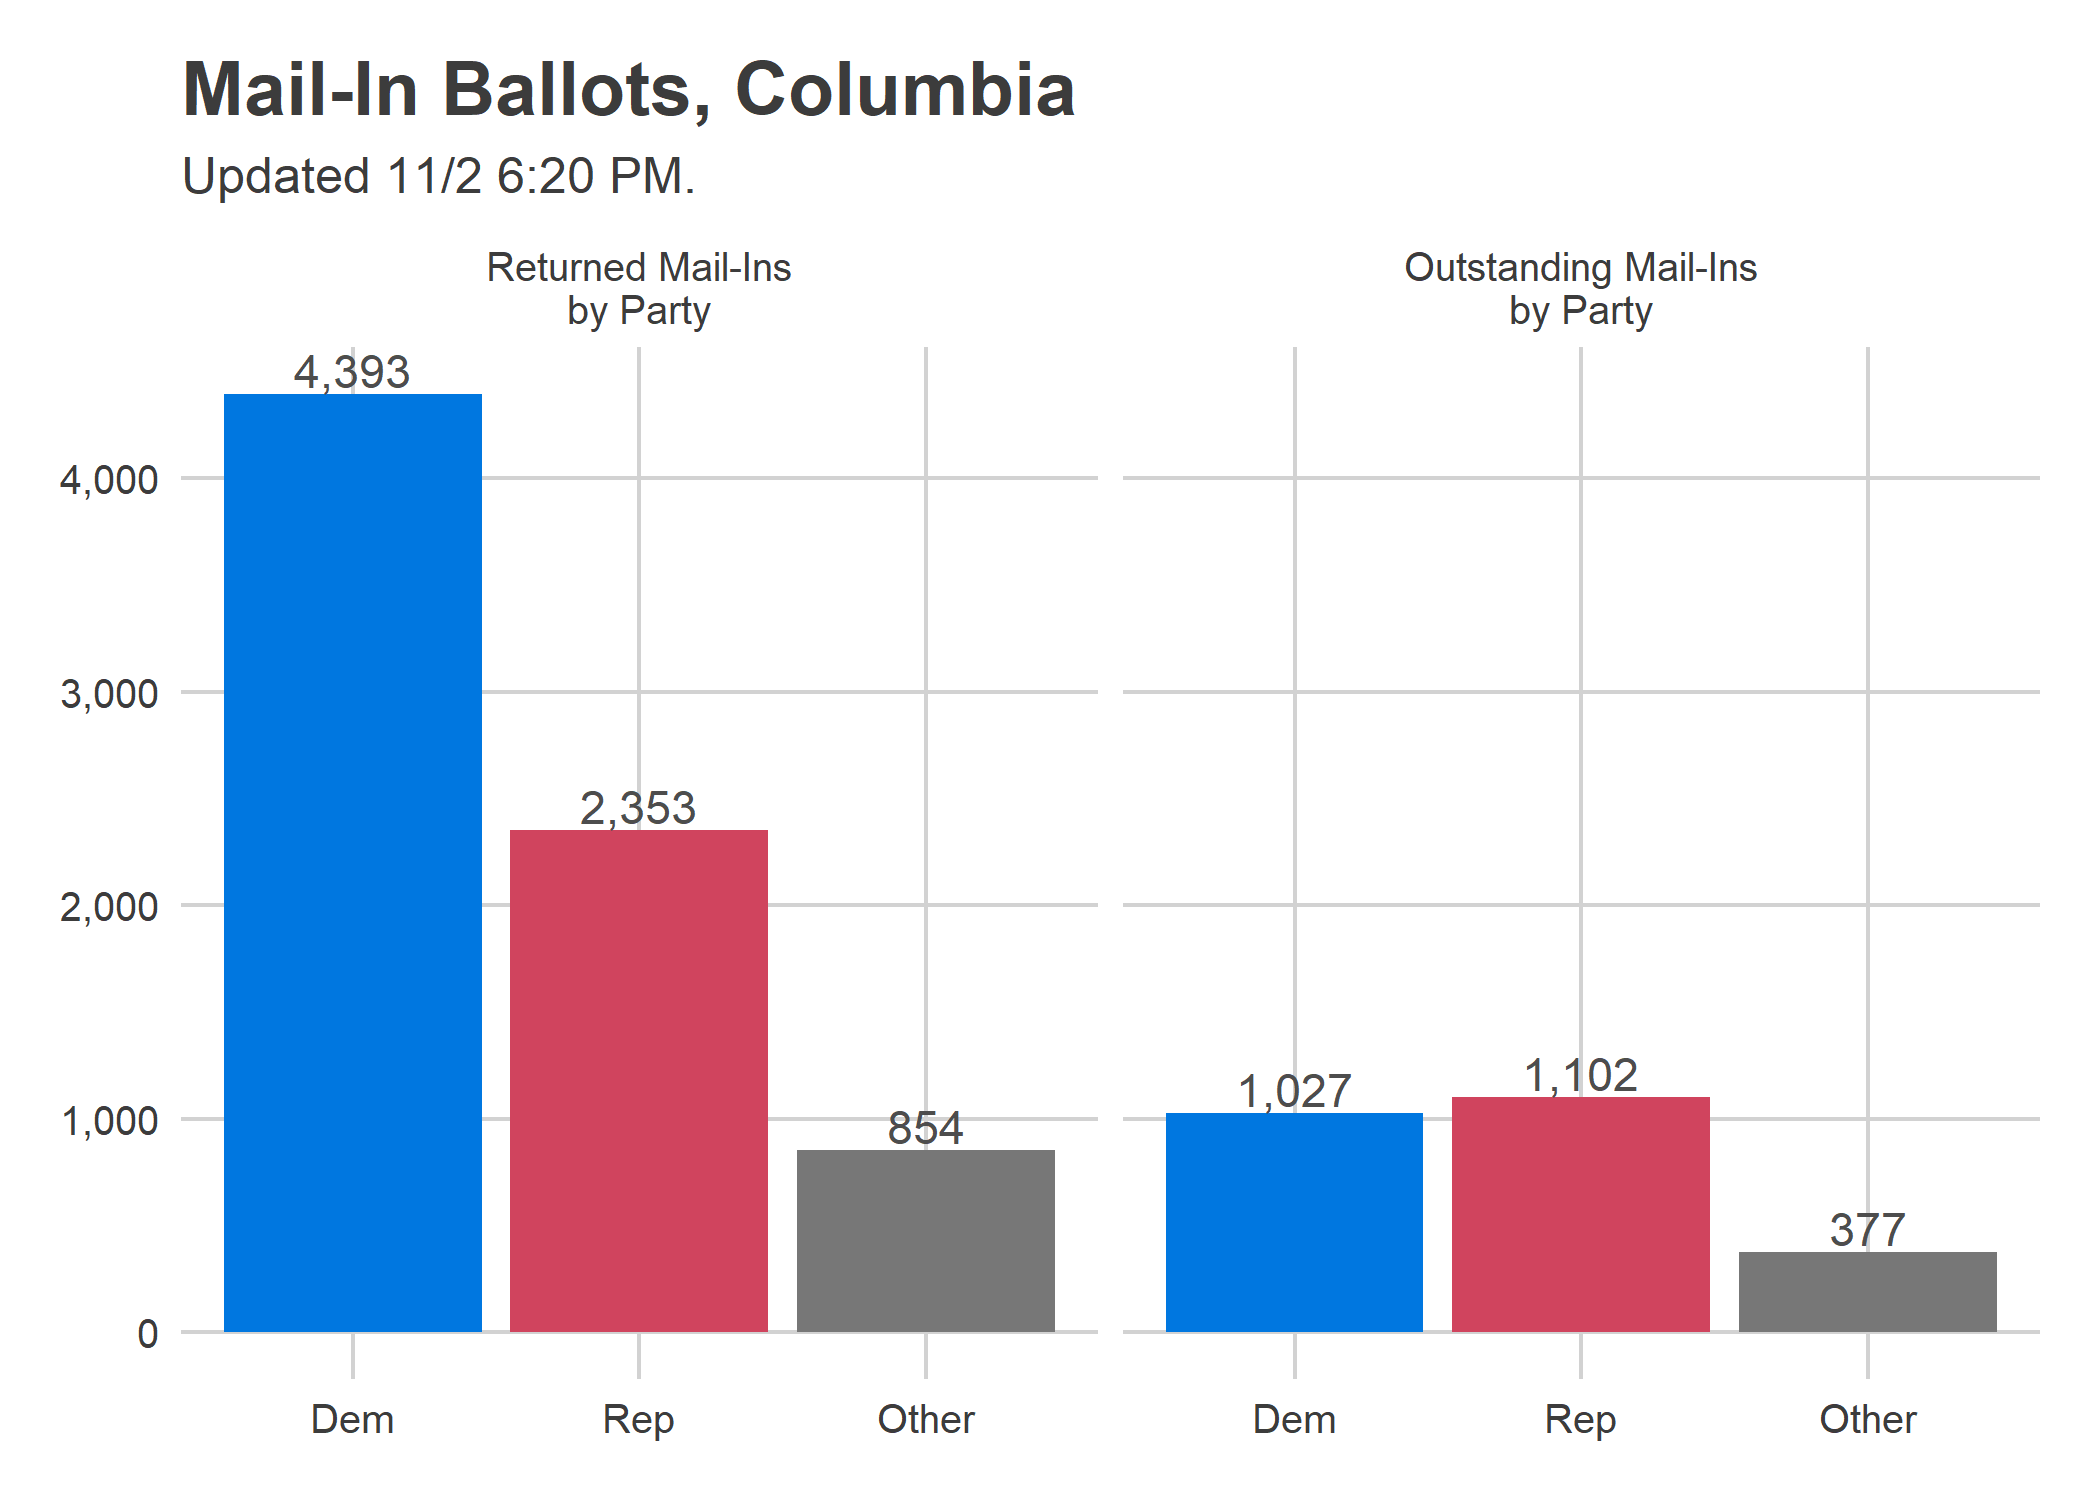 Mail-In Ballots, Columbia
Updated 11/2 6:20 PM.
Returned Mail-Ins
by Party
Outstanding Mail-Ins
by Party
4,393
2,353
854
1,027
1,102
377
4,000
3,000
2,000
1,000
0
Dem
Rep
Other
Dem
Rep
Other